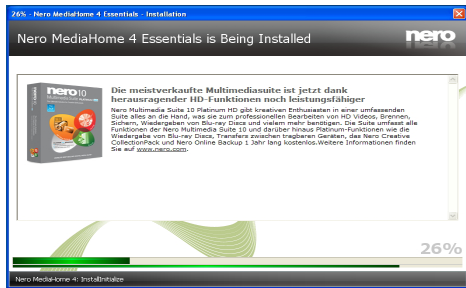 26% - Nero MediaHome 4 Essentials - Installation
Nero MediaHome 4 Essentials is Being Installed
nero
nero 10
Die meistverkaufte Multimediasuite ist jetzt dank
herausragender HD-Funktionen noch leistungsfähiger
Nero Multimedia Suite 10 Platinum HD gibt kreativen Enthusiasten in einer umfassenden
Suite alles an die Hand, was sie zum professionellen Bearbeiten von HD Videos, Brennen,
Sichern, Wiedergeben von Blu-ray Discs und vielem mehr benötigen. Die Suite umfasst alle
Funktionen der Nero Multimedia Suite 10 und darüber hinaus Platinum-Funktionen wie die
Wiedergabe von Blu-ray Discs, Transfers zwischen tragbaren Geräten, das Nero Creative
CollectionPack und Nero Online Backup 1 Jahr lang kostenlos.Weitere Informationen finden
Sie auf www.nero.com.
26%
Nero MediaHome 4: InstallInitialize